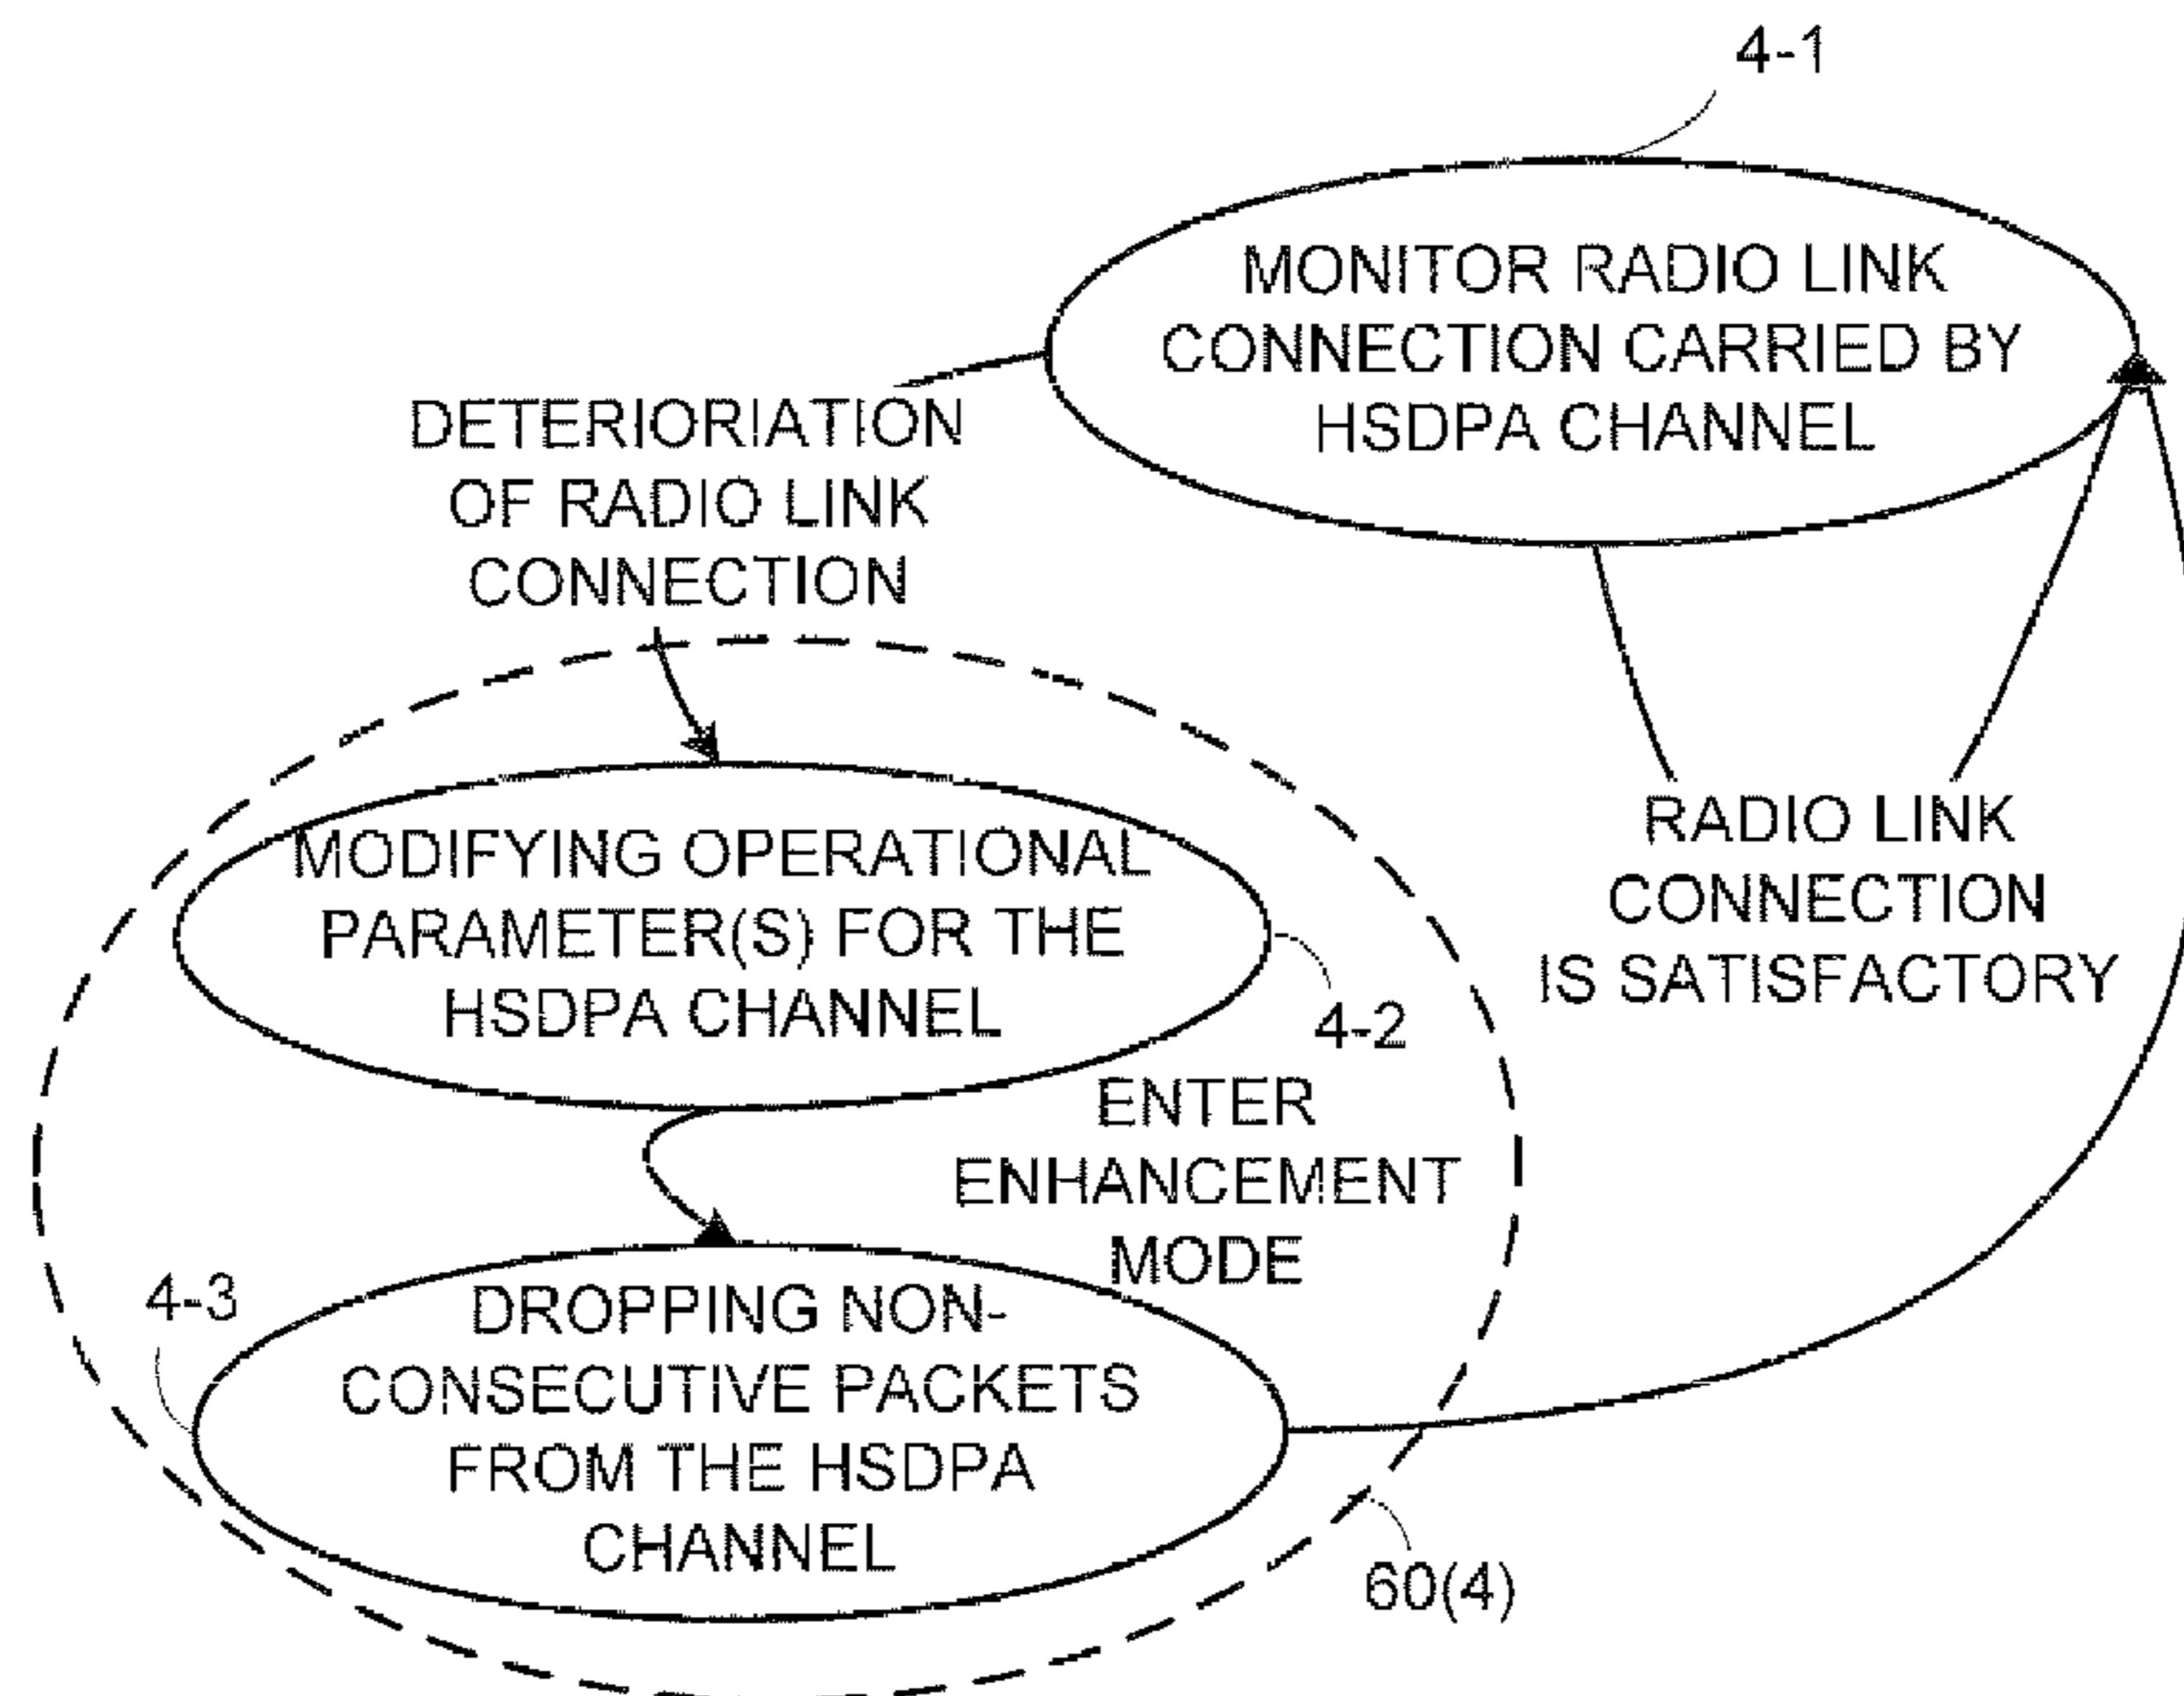 4-1
MONITOR RADIO LINK
CONNECTION CARRIED BY
HSDPA CHANNEL
DETERIORIATION
OF RADIO LINK
CONNECTION
RADIO LINK
CONNECTION
IS SATISFACTORY
MODIFYING OPERATIONAL
PARAMETER(S) FOR THE
HSDPA CHANNEL
4-2
ENTER
ENHANCEMENT
MODE
4-3
DROPPING NON-
CONSECUTIVE PACKETS
FROM THE HSDPA
CHANNEL
60(4)